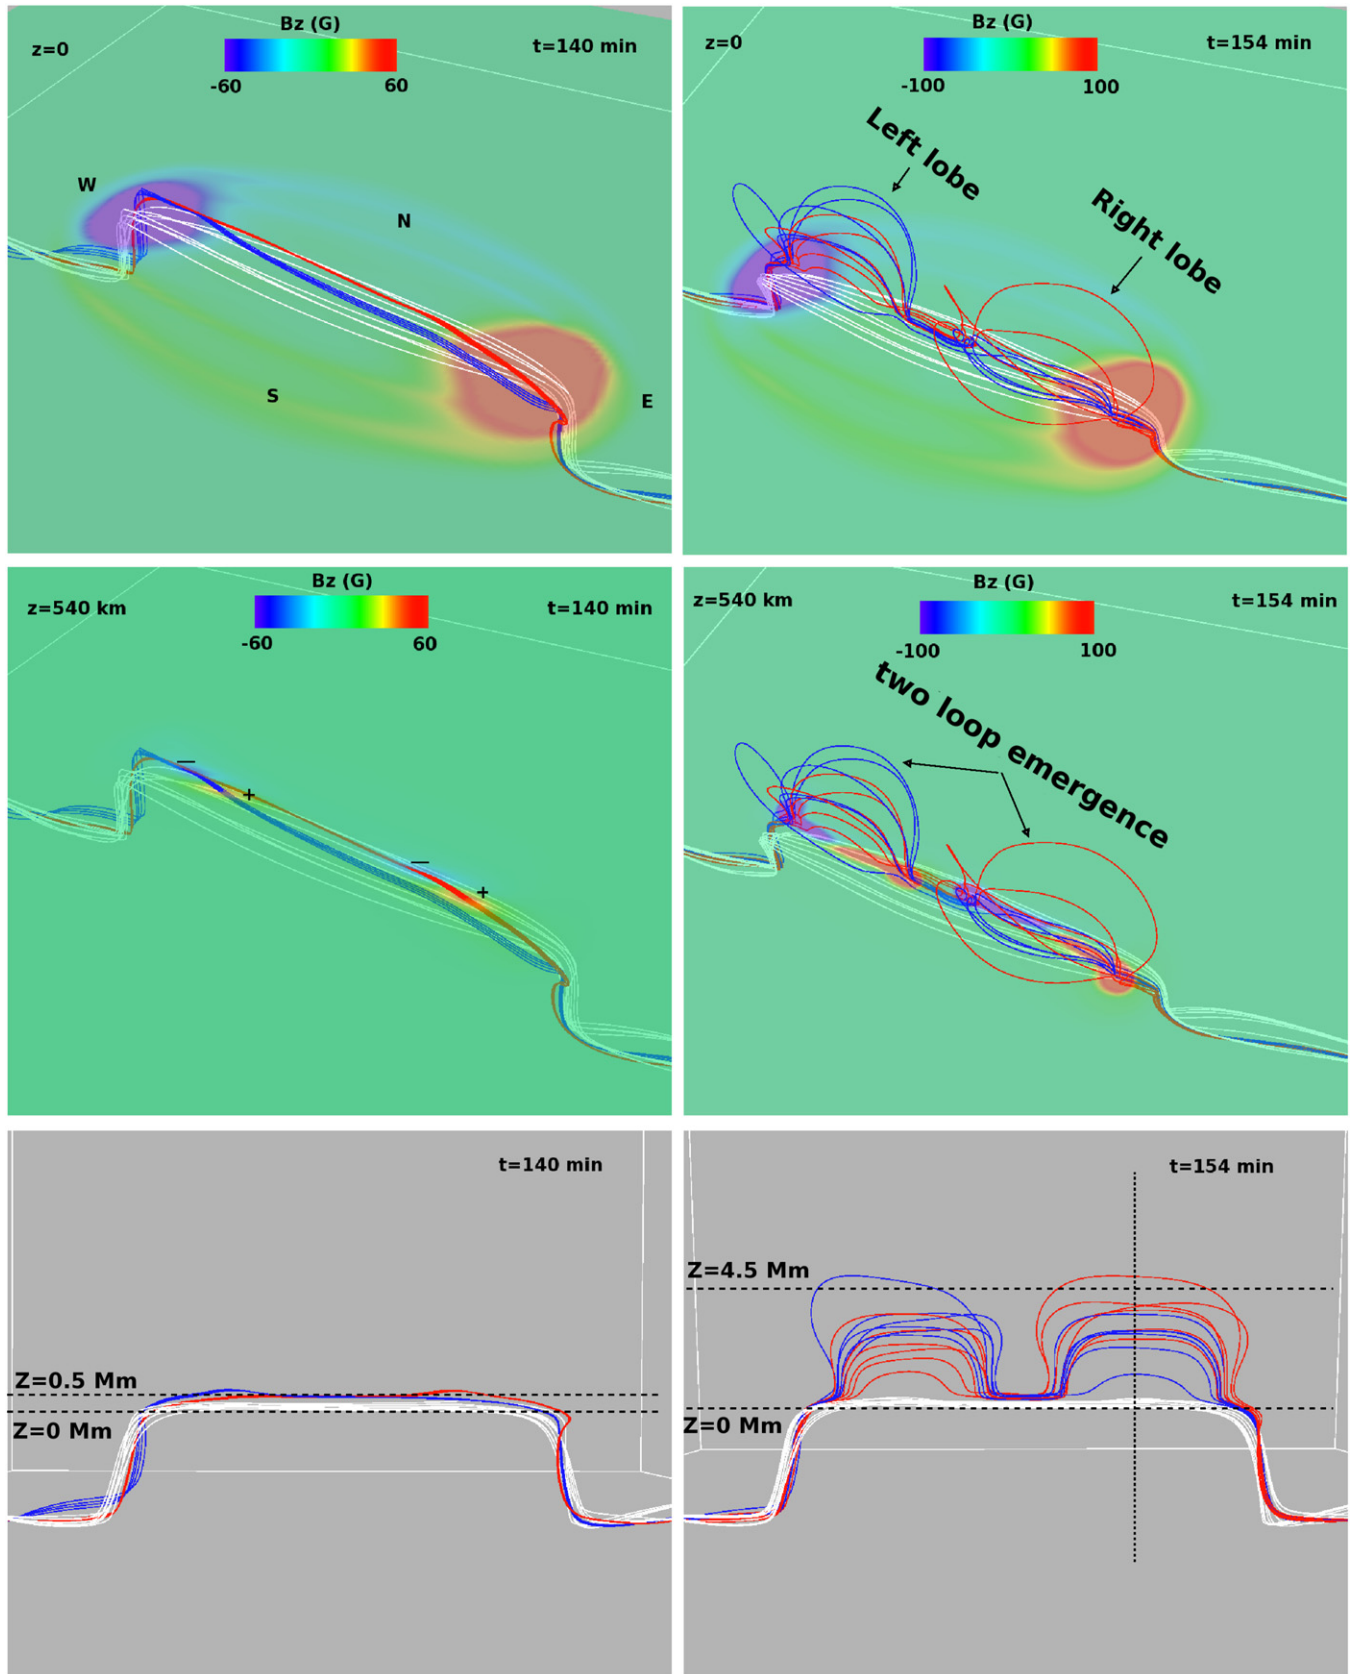 Bz (G)
z=0
t=140 min
-60
60
W
N
S
E
Bz (G)
z=0
t=154 min
-100
100
Left lobe
Right lobe
Bz (G)
z=540 km
t=140 min
-60
60
—
+
—
+
Bz (G)
z=540 km
t=154 min
-100
100
two loop emergence
t=140 min
Z=0.5 Mm
Z=0 Mm
t=154 min
Z=4.5 Mm
Z=0 Mm